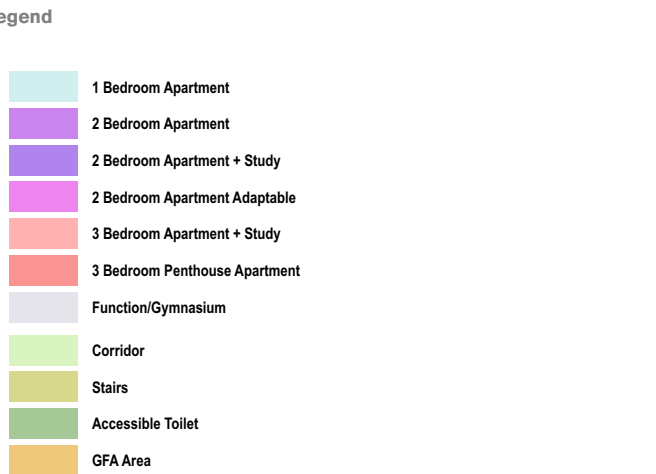 egend
1 Bedroom Apartment
2 Bedroom Apartment
2 Bedroom Apartment + Study
2 Bedroom Apartment Adaptable
3 Bedroom Apartment + Study
3 Bedroom Penthouse Apartment
Function/Gymnasium
Corridor
Stairs
Accessible Toilet
GFA Area